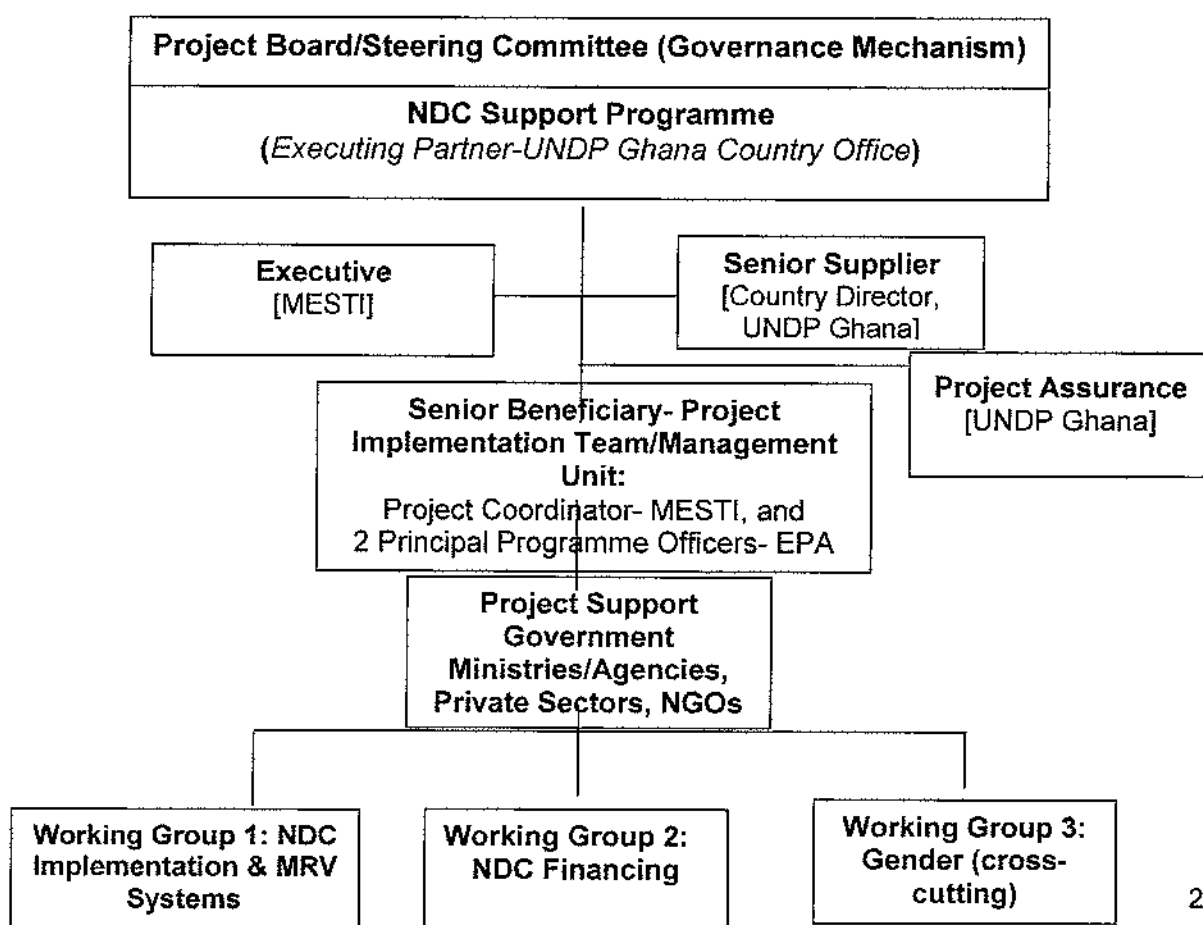 Project Board/Steering Committee (Governance Mechanism)
NDC Support Programme
(Executing Partner-UNDP Ghana Country Office)
Executive
[MESTI]
Senior Supplier
[Country Director,
UNDP Ghana]
Project Assurance
[UNDP Ghana]
Senior Beneficiary- Project
Implementation Team/Management
Unit:
Project Coordinator- MESTI, and
2 Principal Programme Officers- EPA
Project Support
Government
Ministries/Agencies,
Private Sectors, NGOs
Working Group 1: NDC
Implementation & MRV
Systems
Working Group 2:
NDC Financing
Working Group 3:
Gender (cross-
cutting)
2